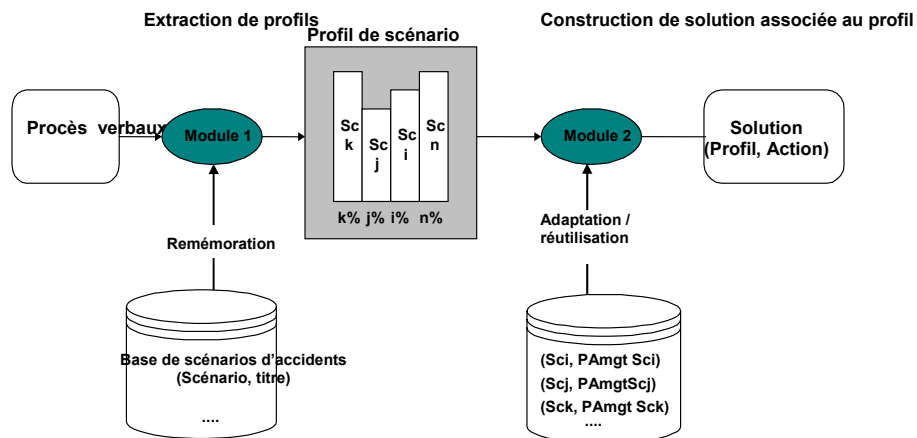 Extraction de profils
Construction de solution associée au profil
Profil de scénario
Procès verbaux
Module 1
Sc
k
Sc
j
Sc
i
Sc
n
k% j% i% n%
Module 2
Solution
(Profil, Action)
Remémoration
Adaptation /
réutilisation
Base de scénarios d'accidents
(Scénario, titre)
....
(Sci, PAmgt Sci)
(Scj, PAmgtScj)
(Sck, PAmgt Sck)
....